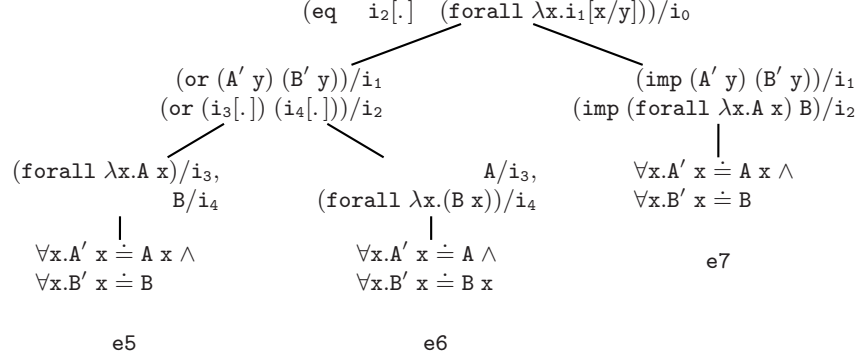 (eq i₂[.] (forall λx.i₁[x/y]))/i₀
(or (A′ y) (B′ y))/i₁
(or (i₃[.]) (i₄[.]))/i₂
(imp (A′ y) (B′ y))/i₁
(imp (forall λx.A x) B)/i₂
(forall λx.A x)/i₃,
B/i₄
A/i₃,
(forall λx.(B x))/i₄
∀x.A′ x ≐ A x ∧
∀x.B′ x ≐ B
e5
∀x.A′ x ≐ A ∧
∀x.B′ x ≐ B x
e6
∀x.A′ x ≐ A x ∧
∀x.B′ x ≐ B
e7